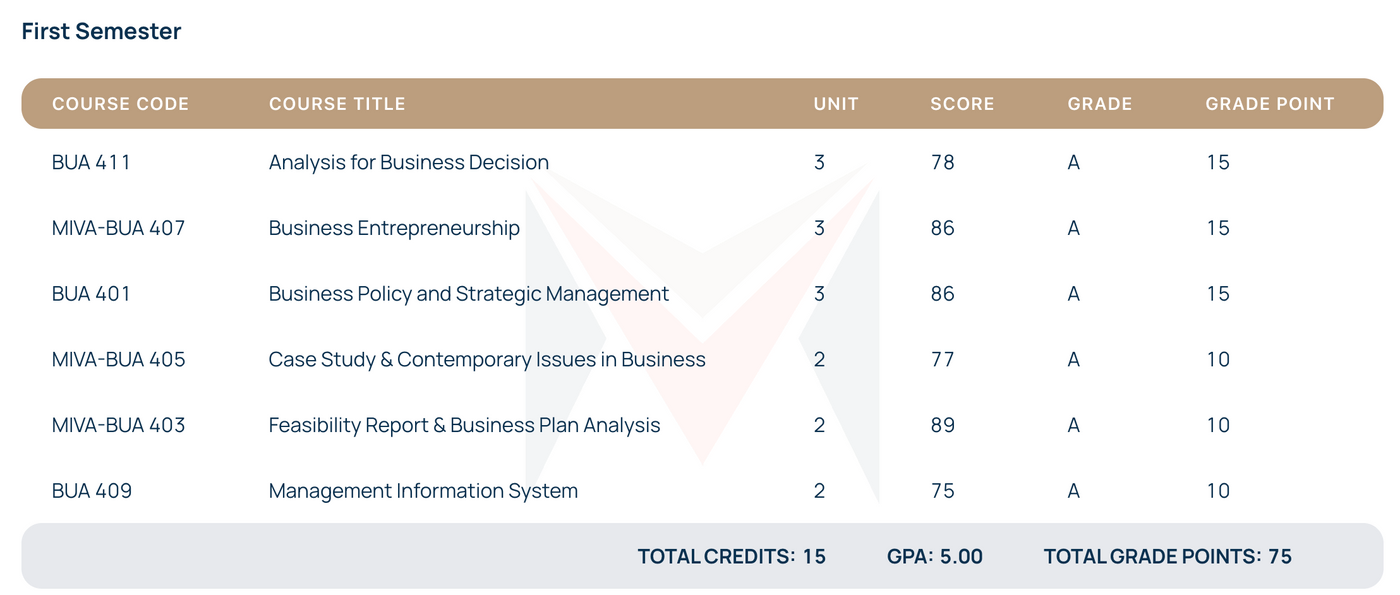 First Semester
COURSE CODE COURSE TITLE UNIT SCORE GRADE GRADE POINT
BUA 411 Analysis for Business Decision 3 78 A 15
MIVA-BUA 407 Business Entrepreneurship 3 86 A 15
BUA 401 Business Policy and Strategic Management 3 86 A 15
MIVA-BUA 405 Case Study & Contemporary Issues in Business 2 77 A 10
MIVA-BUA 403 Feasibility Report & Business Plan Analysis 2 89 A 10
BUA 409 Management Information System 2 75 A 10
TOTAL CREDITS: 15 GPA: 5.00 TOTAL GRADE POINTS: 75